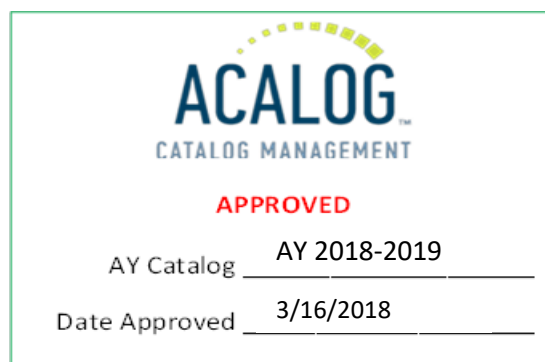 ACALOG™
CATALOG MANAGEMENT
APPROVED
AY Catalog AY 2018-2019
Date Approved 3/16/2018